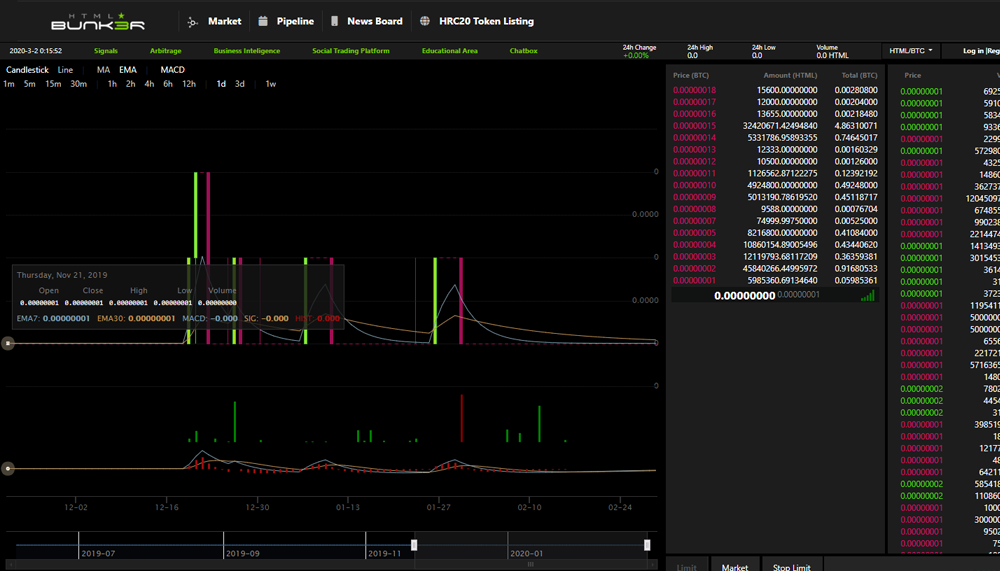 HTML
BUNK3R
Market
Pipeline
News Board
HRC20 Token Listing
2020-3-2 0:15:52
Signals
Arbitrage
Business Inteligence
Social Trading Platform
Educational Area
Chatbox
24h Change
+0.00%
24h High
0.0
24h Low
0.0
Volume
0.0 HTML
HTML/BTC
Log in |Reg
Candlestick Line MA EMA MACD
1m 5m 15m 30m 1h 2h 4h 6h 12h 1d 3d 1w
0
0.0000
0
0.0000
0
0
Thursday, Nov 21, 2019
Open Close High Low Volume
0.00000001 0.00000001 0.00000001 0.00000001 0.00000000
EMA7: 0.00000001 EMA30: 0.00000001 MACD: −0.000 SIG: −0.000 HIST: 0.000
12-02 12-16 12-30 01-13 01-27 02-10 02-24
2019-07 2019-09 2019-11 2020-01
Price (BTC) Amount (HTML) Total (BTC)
0.00000018 15600.00000000 0.00280800
0.00000017 12000.00000000 0.00204000
0.00000016 13655.00000000 0.00218480
0.00000015 32420671.42494840 4.86310071
0.00000014 5331786.95893355 0.74645017
0.00000013 12333.00000000 0.00160329
0.00000012 10500.00000000 0.00126000
0.00000011 1126562.87122275 0.12392192
0.00000010 4924800.00000000 0.49248000
0.00000009 5013190.78619520 0.45118717
0.00000008 9588.00000000 0.00076704
0.00000007 74999.99750000 0.00525000
0.00000005 8216800.00000000 0.41084000
0.00000004 10860154.89005496 0.43440620
0.00000003 12119793.68117209 0.36359381
0.00000002 45840266.44595972 0.91680533
0.00000001 5985360.69134640 0.05985361
0.00000000 0.00000001
Limit Market Stop Limit
Price V
0.00000001 6925
0.00000001 5910
0.00000001 5834
0.00000001 9336
0.00000001 2299
0.00000001 572980
0.00000001 4325
0.00000001 14860
0.00000001 362737
0.00000001 12045097
0.00000001 674855
0.00000001 990238
0.00000001 2214474
0.00000001 1413493
0.00000001 3015453
0.00000001 3614
0.00000001 31
0.00000001 3723
0.00000001 1195411
0.00000001 5000000
0.00000001 5000000
0.00000001 6556
0.00000001 221721
0.00000001 5716365
0.00000001 1480
0.00000002 7802
0.00000002 4454
0.00000002 31
0.00000001 398519
0.00000001 18
0.00000001 12177
0.00000001 48
0.00000001 64211
0.00000002 585418
0.00000002 110860
0.00000001 1000
0.00000001 300000
0.00000001 9502
0.00000001 75